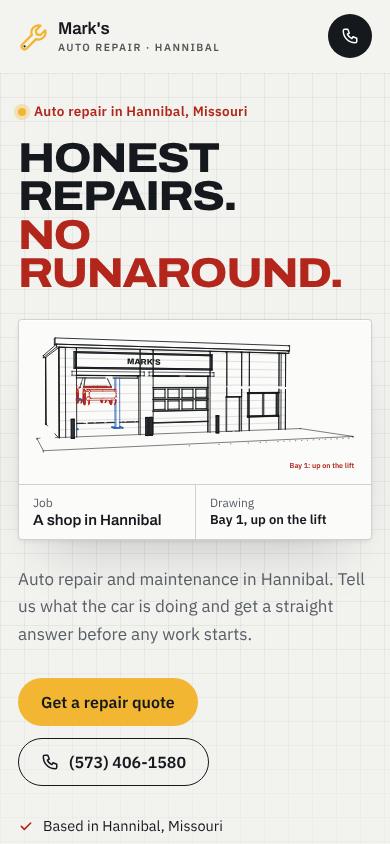 Mark's
AUTO REPAIR · HANNIBAL
Auto repair in Hannibal, Missouri
HONEST
REPAIRS.
NO
RUNAROUND.
MARK'S
Bay 1: up on the lift
Job
A shop in Hannibal
Drawing
Bay 1, up on the lift
Auto repair and maintenance in Hannibal. Tell
us what the car is doing and get a straight
answer before any work starts.
Get a repair quote
(573) 406-1580
Based in Hannibal, Missouri